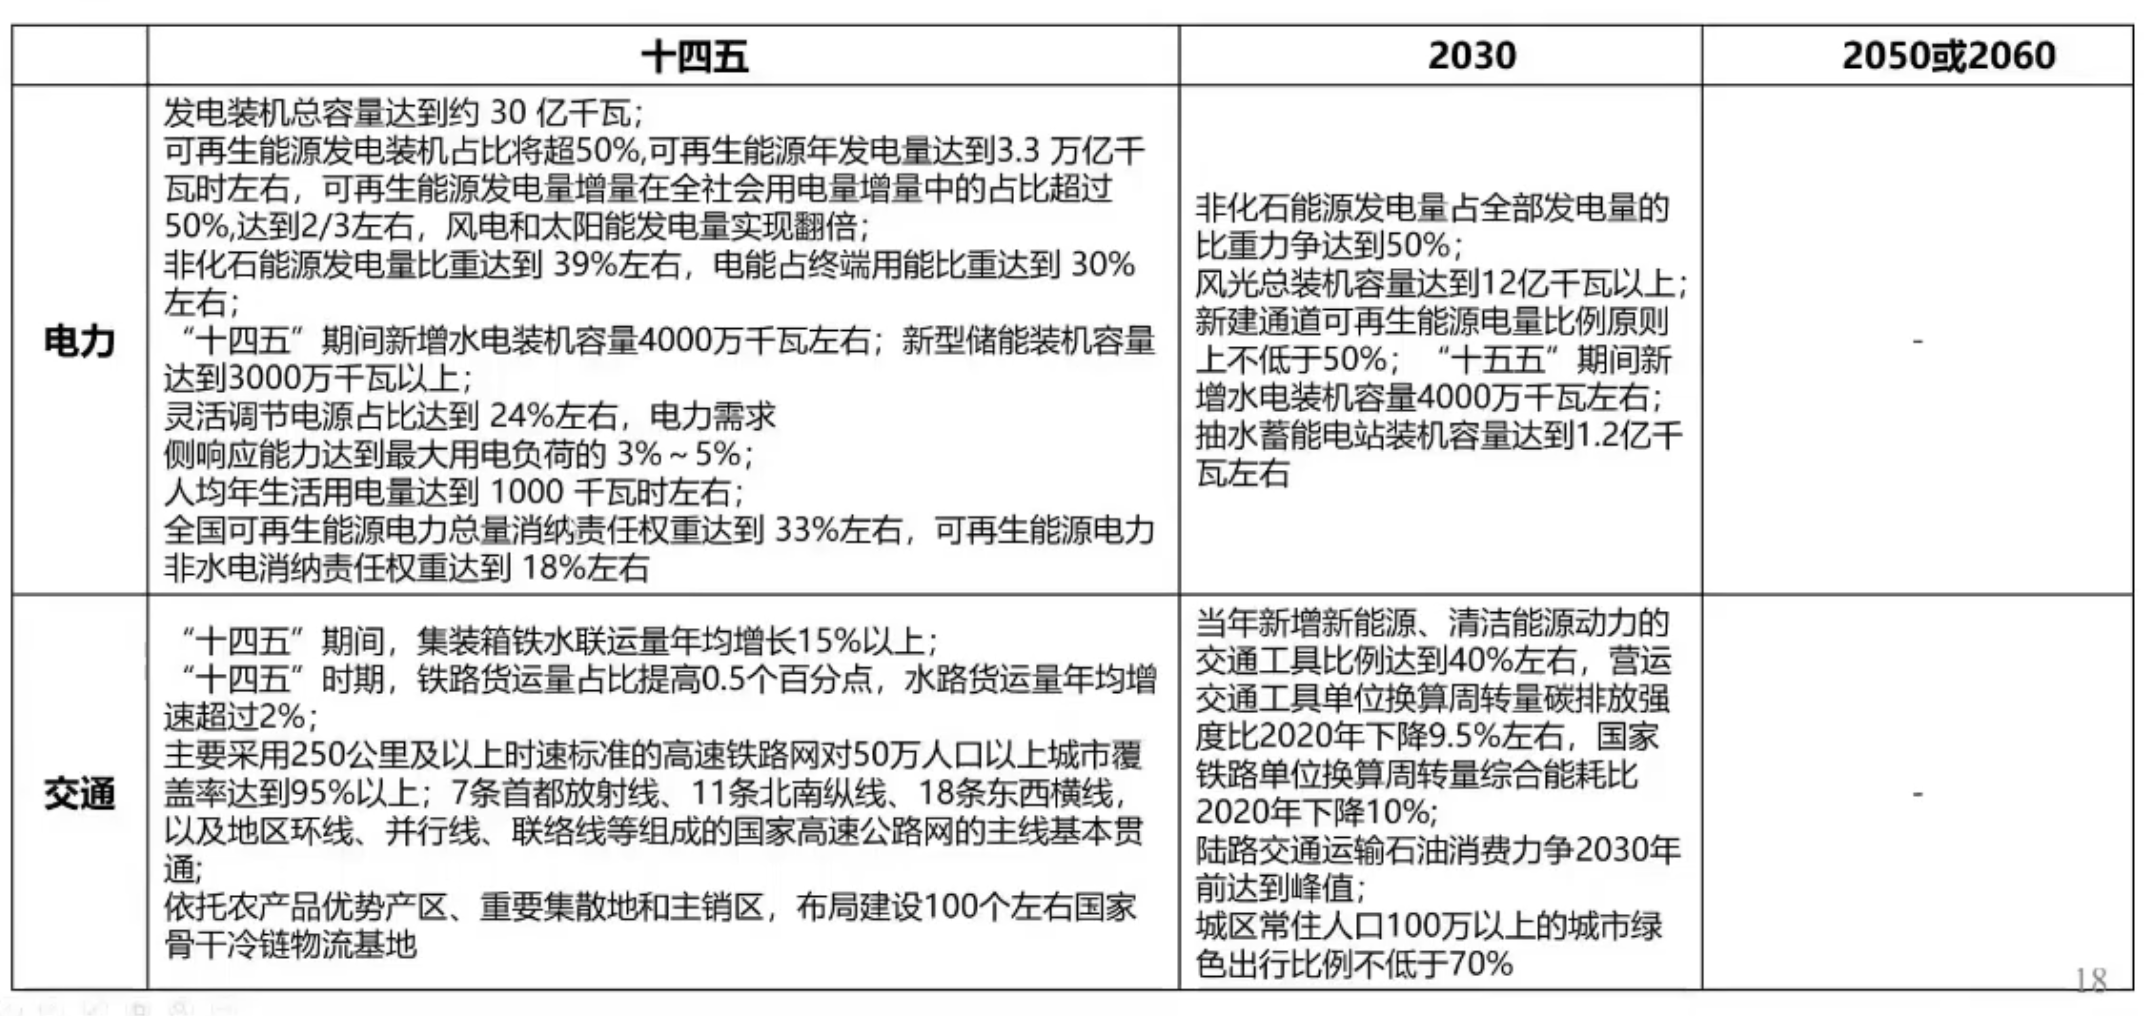 十四五
2030
2050或2060
电力
发电装机总容量达到约 30 亿千瓦；
可再生能源发电装机占比将超50%,可再生能源年发电量达到3.3 万亿千
瓦时左右，可再生能源发电量增量在全社会用电量增量中的占比超过
50%,达到2/3左右，风电和太阳能发电量实现翻倍；
非化石能源发电量比重达到 39%左右，电能占终端用能比重达到 30%
左右；
“十四五”期间新增水电装机容量4000万千瓦左右；新型储能装机容量
达到3000万千瓦以上；
灵活调节电源占比达到 24%左右，电力需求
侧响应能力达到最大用电负荷的 3%～5%；
人均年生活用电量达到 1000 千瓦时左右；
全国可再生能源电力总量消纳责任权重达到 33%左右，可再生能源电力
非水电消纳责任权重达到 18%左右
非化石能源发电量占全部发电量的
比重力争达到50%；
风光总装机容量达到12亿千瓦以上；
新建通道可再生能源电量比例原则
上不低于50%；“十五五”期间新
增水电装机容量4000万千瓦左右；
抽水蓄能电站装机容量达到1.2亿千
瓦左右
-
交通
“十四五”期间，集装箱铁水联运量年均增长15%以上；
“十四五”时期，铁路货运量占比提高0.5个百分点，水路货运量年均增
速超过2%；
主要采用250公里及以上时速标准的高速铁路网对50万人口以上城市覆
盖率达到95%以上；7条首都放射线、11条北南纵线、18条东西横线，
以及地区环线、并行线、联络线等组成的国家高速公路网的主线基本贯
通;
依托农产品优势产区、重要集散地和主销区，布局建设100个左右国家
骨干冷链物流基地
当年新增新能源、清洁能源动力的
交通工具比例达到40%左右，营运
交通工具单位换算周转量碳排放强
度比2020年下降9.5%左右，国家
铁路单位换算周转量综合能耗比
2020年下降10%;
陆路交通运输石油消费力争2030年
前达到峰值；
城区常住人口100万以上的城市绿
色出行比例不低于70%
-
18